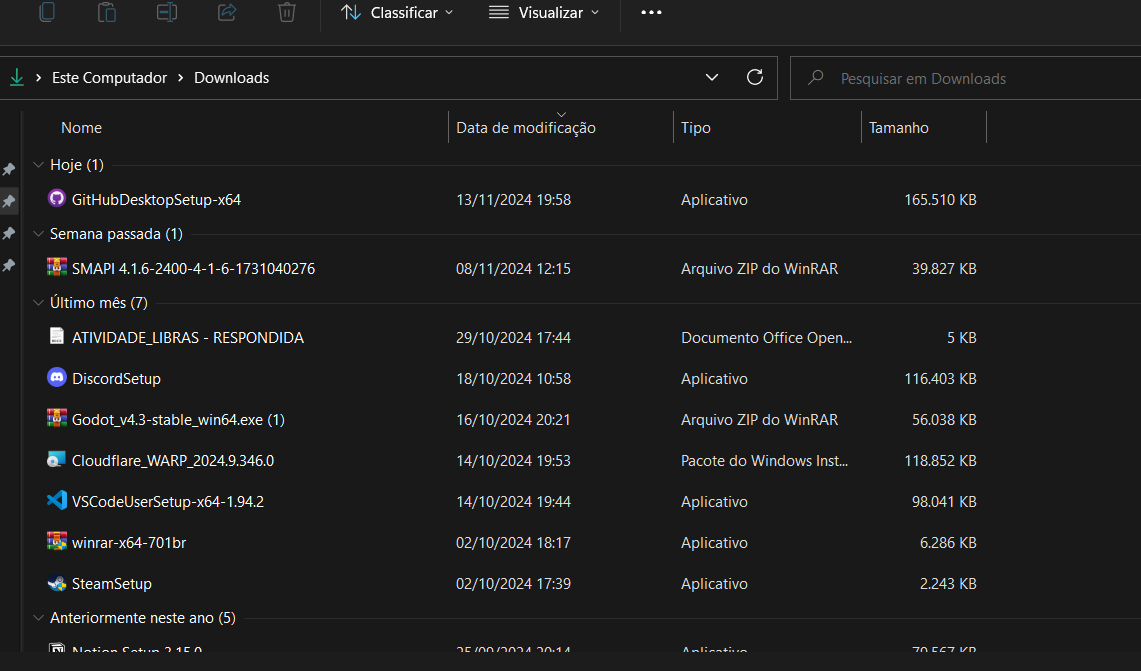 Classificar Visualizar
Este Computador Downloads Pesquisar em Downloads
Nome Data de modificação Tipo Tamanho
Hoje (1)
GitHubDesktopSetup-x64 13/11/2024 19:58 Aplicativo 165.510 KB
Semana passada (1)
SMAPI 4.1.6-2400-4-1-6-1731040276 08/11/2024 12:15 Arquivo ZIP do WinRAR 39.827 KB
Último mês (7)
ATIVIDADE_LIBRAS - RESPONDIDA 29/10/2024 17:44 Documento Office Open... 5 KB
DiscordSetup 18/10/2024 10:58 Aplicativo 116.403 KB
Godot_v4.3-stable_win64.exe (1) 16/10/2024 20:21 Arquivo ZIP do WinRAR 56.038 KB
Cloudflare_WARP_2024.9.346.0 14/10/2024 19:53 Pacote do Windows Inst... 118.852 KB
VSCodeUserSetup-x64-1.94.2 14/10/2024 19:44 Aplicativo 98.041 KB
winrar-x64-701br 02/10/2024 18:17 Aplicativo 6.286 KB
SteamSetup 02/10/2024 17:39 Aplicativo 2.243 KB
Anteriormente neste ano (5)
Notion Setup 3.15.0 25/09/2024 20:14 Aplicativo 79.567 KB